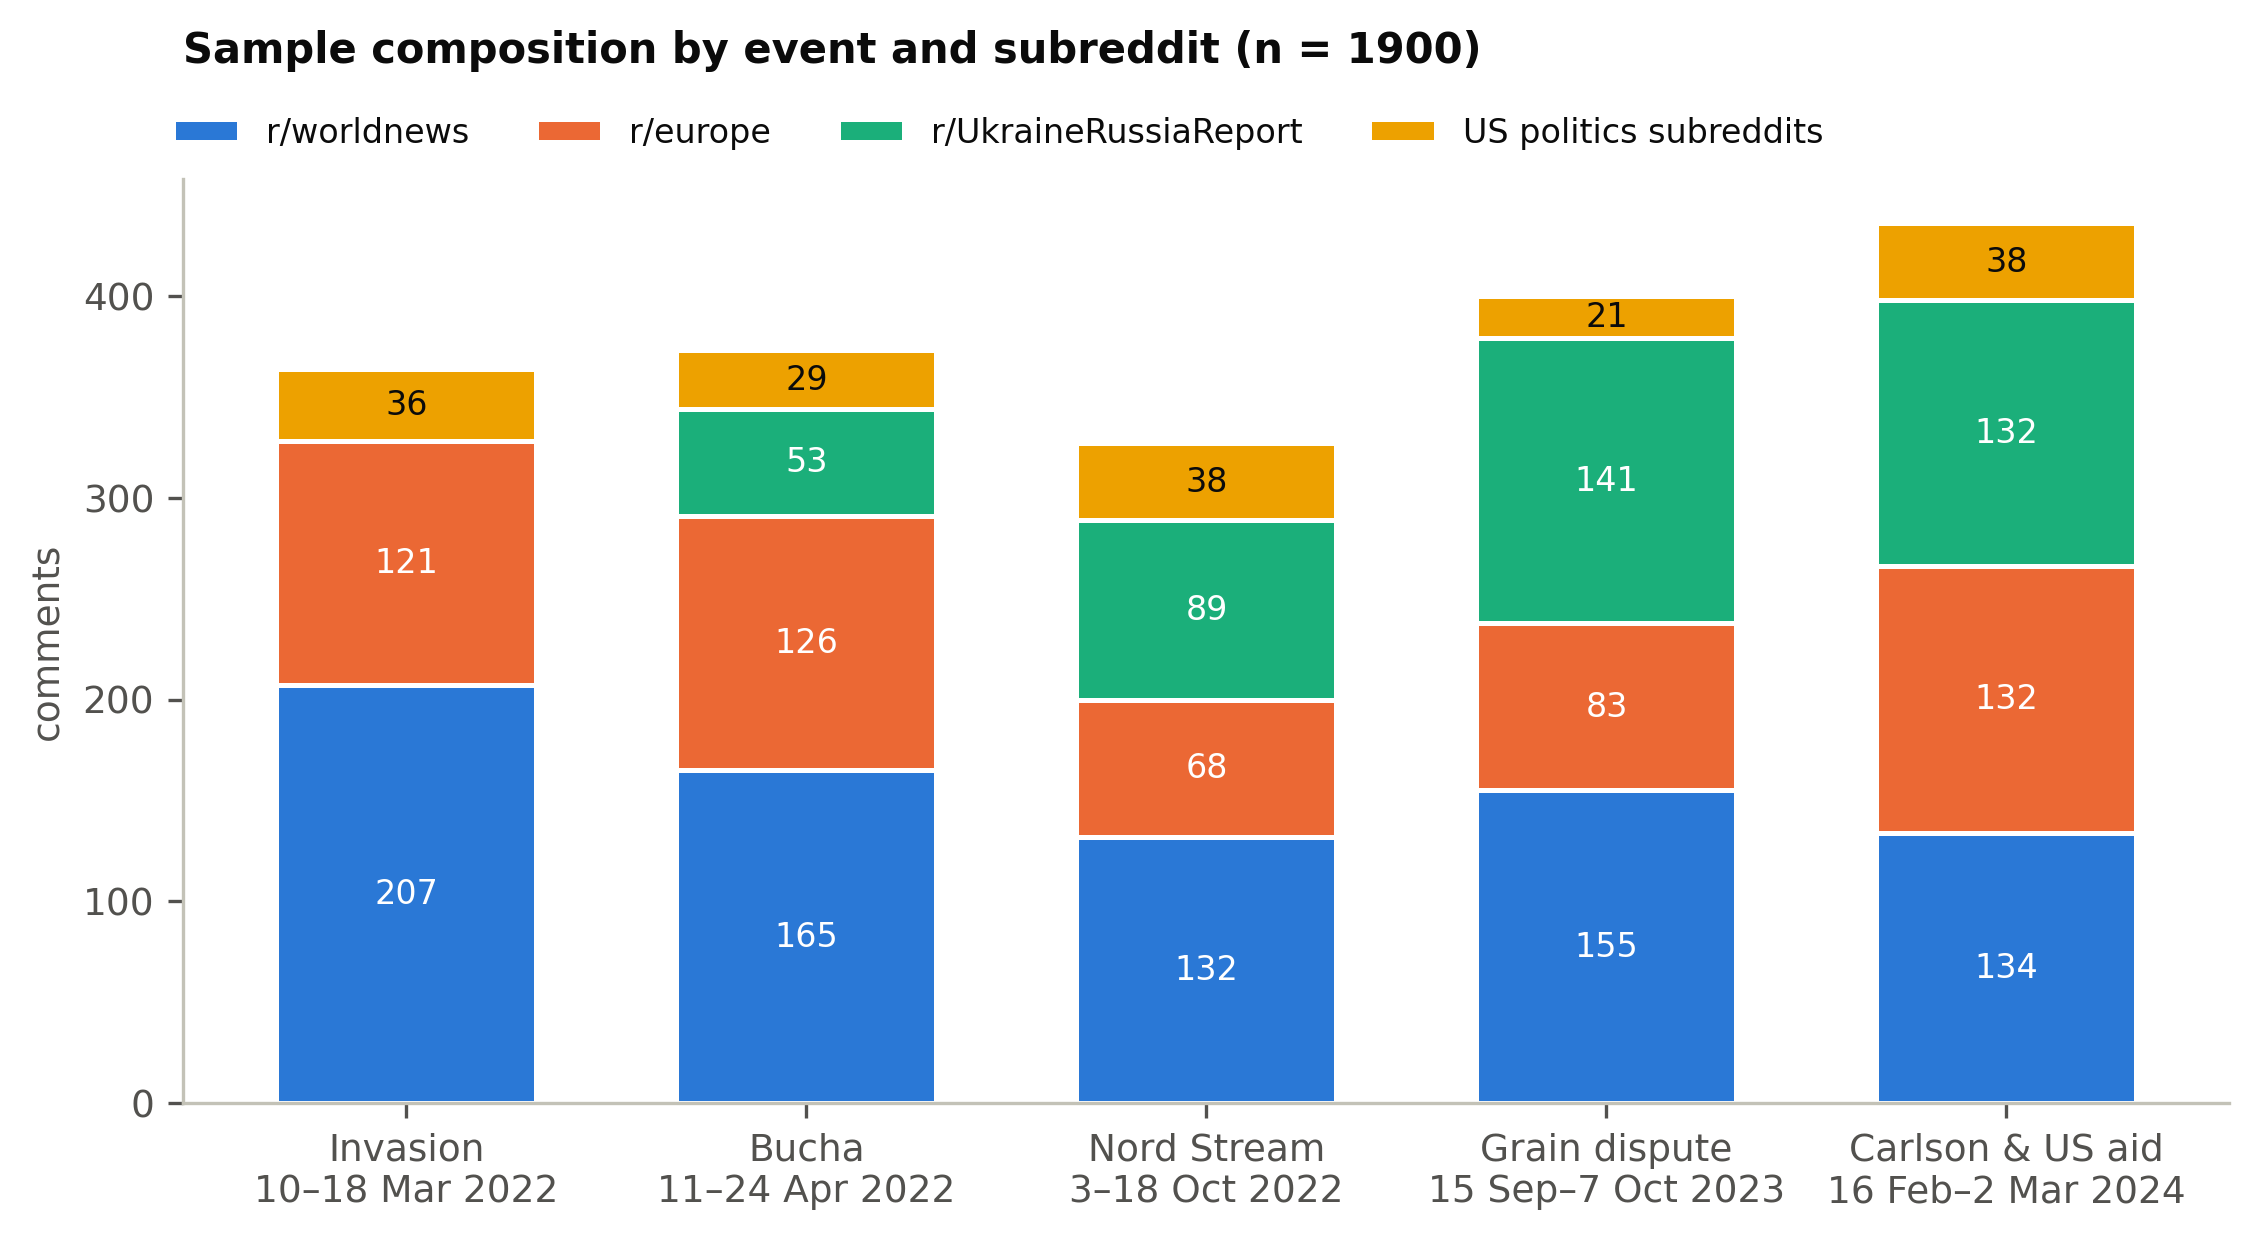 Sample composition by event and subreddit (n = 1900)
r/worldnews r/europe r/UkraineRussiaReport US politics subreddits
comments
400
300
200
100
0
36
121
207
29
53
126
165
38
89
68
132
21
141
83
155
38
132
132
134
Invasion
10–18 Mar 2022
Bucha
11–24 Apr 2022
Nord Stream
3–18 Oct 2022
Grain dispute
15 Sep–7 Oct 2023
Carlson & US aid
16 Feb–2 Mar 2024